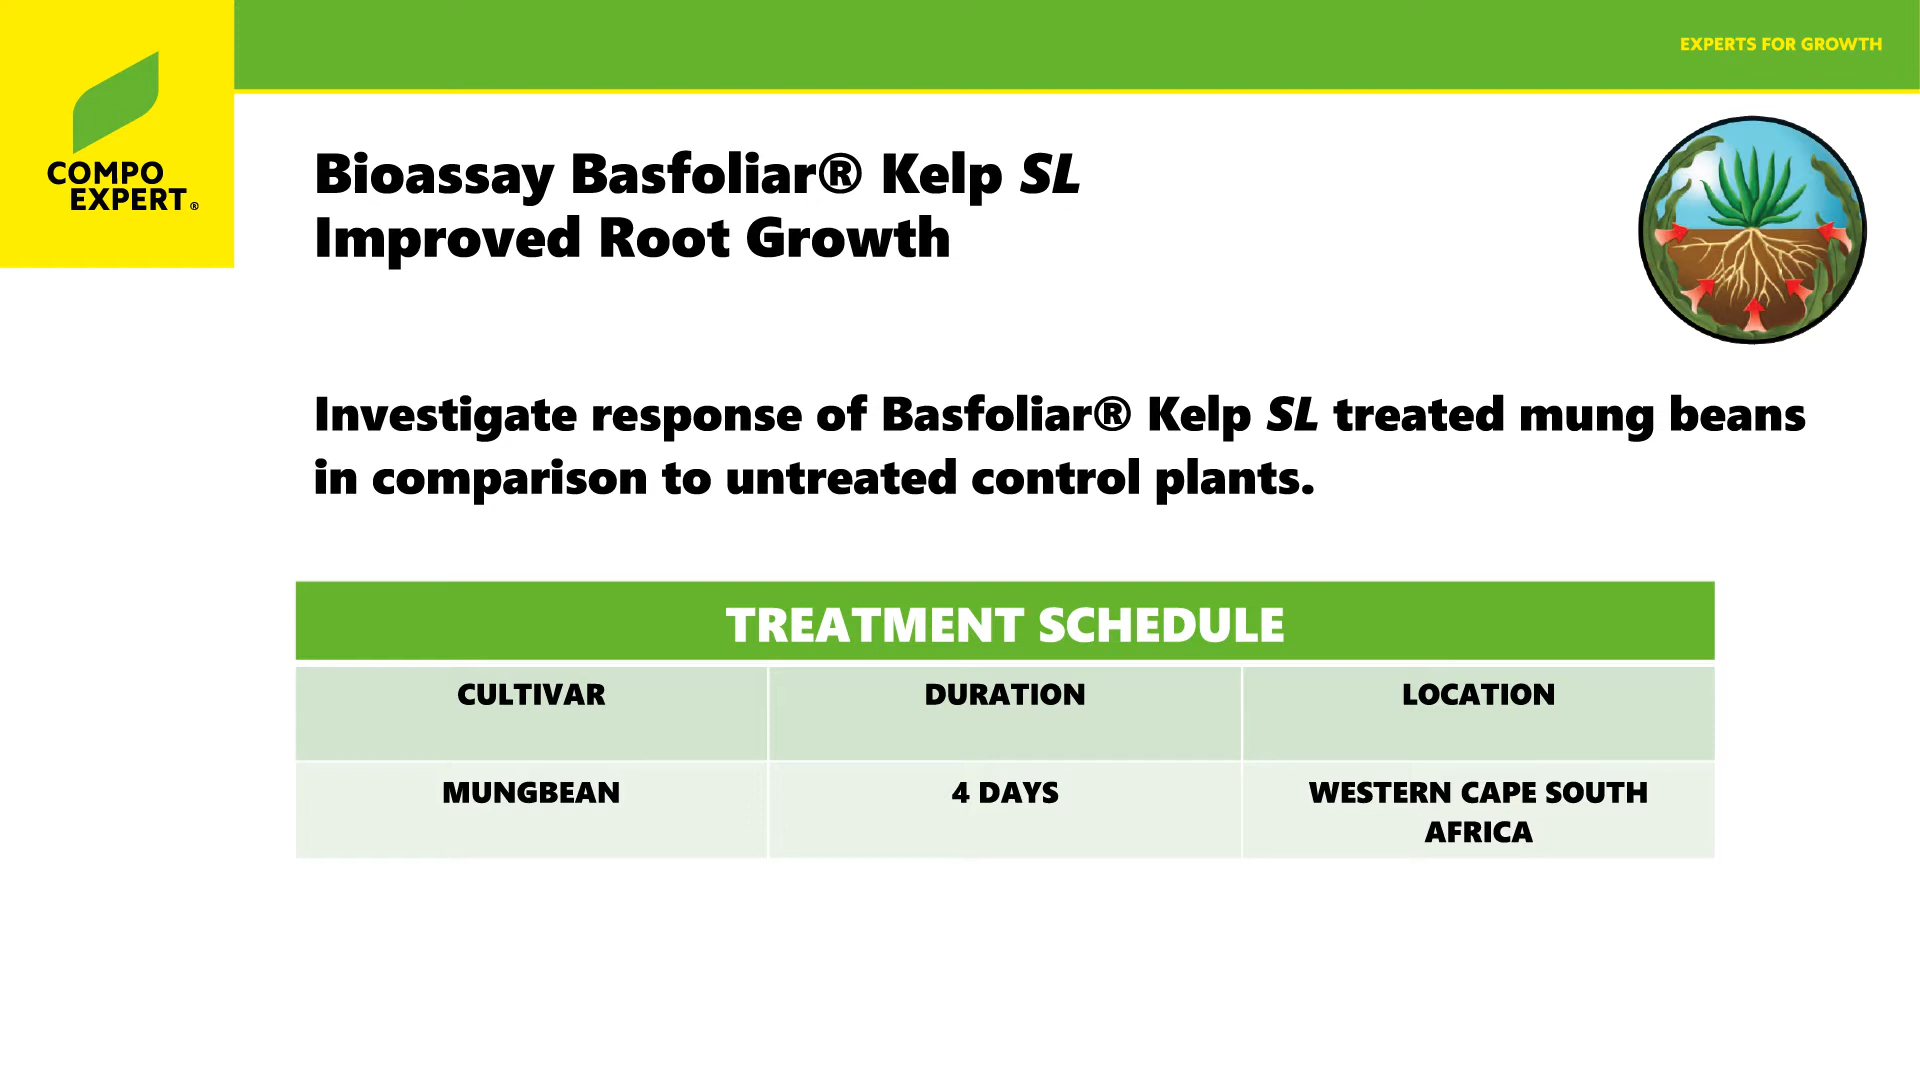 EXPERTS FOR GROWTH
COMPO
EXPERT®
Bioassay Basfoliar® Kelp SL
Improved Root Growth
Investigate response of Basfoliar® Kelp SL treated mung beans
in comparison to untreated control plants.
TREATMENT SCHEDULE
CULTIVAR DURATION LOCATION
MUNGBEAN 4 DAYS WESTERN CAPE SOUTH
AFRICA